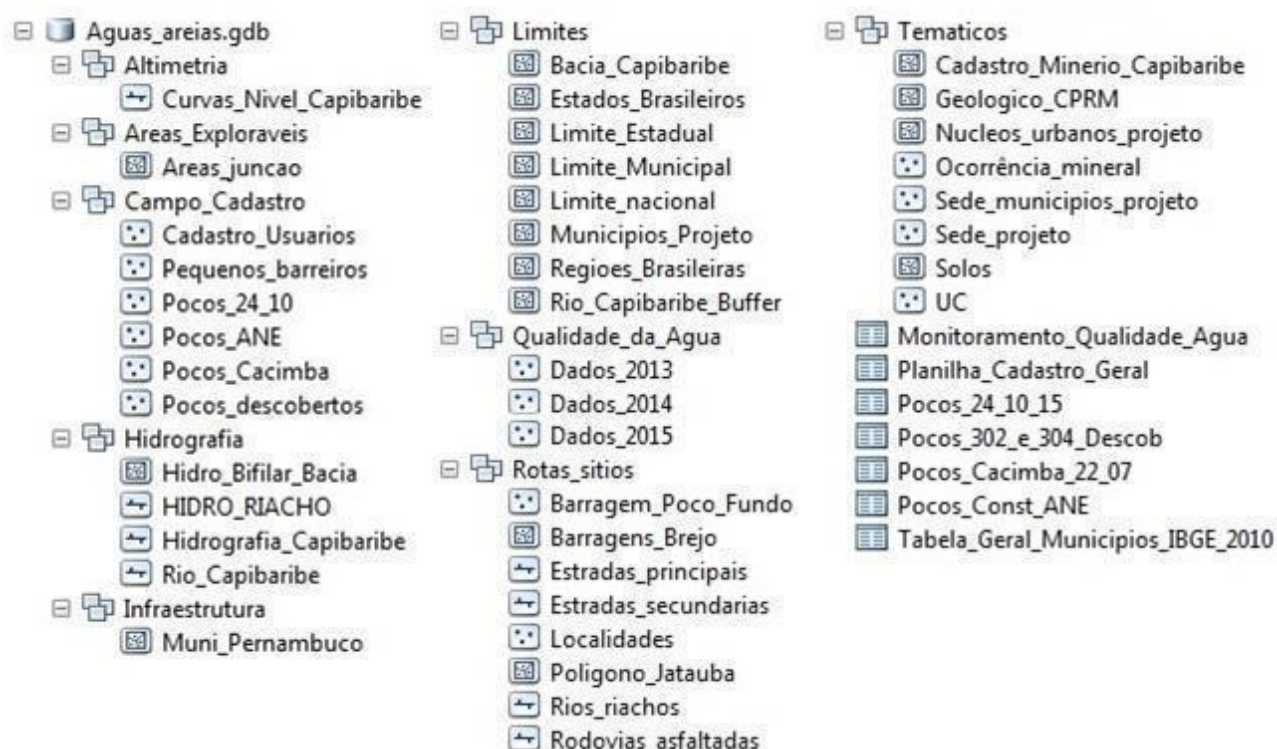 Aguas_areias.gdb
Altimetria
Curvas_Nivel_Capibaribe
Areas_Exploraveis
Areas_juncao
Campo_Cadastro
Cadastro_Usuarios
Pequenos_barreiros
Pocos_24_10
Pocos_ANE
Pocos_Cacimba
Pocos_descobertos
Hidrografia
Hidro_Bifilar_Bacia
HIDRO_RIACHO
Hidrografia_Capibaribe
Rio_Capibaribe
Infraestrutura
Muni_Pernambuco
Limites
Bacia_Capibaribe
Estados_Brasileiros
Limite_Estadual
Limite_Municipal
Limite_nacional
Municipios_Projeto
Regioes_Brasileiras
Rio_Capibaribe_Buffer
Qualidade_da_Agua
Dados_2013
Dados_2014
Dados_2015
Rotas_sitios
Barragem_Poco_Fundo
Barragens_Brejo
Estradas_principais
Estradas_secundarias
Localidades
Poligono_Jatauba
Rios_riachos
Rodovias_asfaltadas
Tematicos
Cadastro_Minerio_Capibaribe
Geologico_CPRM
Nucleos_urbanos_projeto
Ocorrência_mineral
Sede_municipios_projeto
Sede_projeto
Solos
UC
Monitoramento_Qualidade_Agua
Planilha_Cadastro_Geral
Pocos_24_10_15
Pocos_302_e_304_Descob
Pocos_Cacimba_22_07
Pocos_Const_ANE
Tabela_Geral_Municipios_IBGE_2010